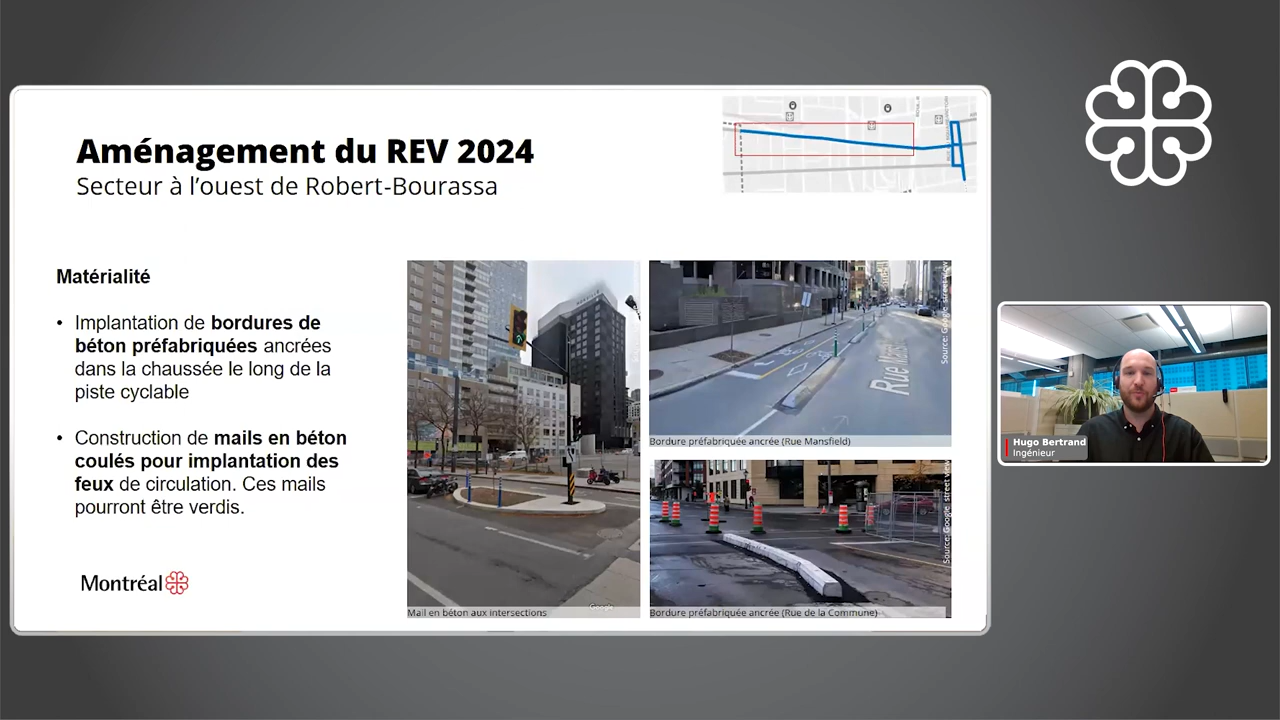 Aménagement du REV 2024
Secteur à l'ouest de Robert-Bourassa
Matérialité
• Implantation de bordures de
béton préfabriquées ancrées
dans la chaussée le long de la
piste cyclable
• Construction de mails en béton
coulés pour implantation des
feux de circulation. Ces mails
pourront être verdis.
Montréal
Google
Mail en béton aux intersections
Source: Google street view
Bordure préfabriquée ancrée (Rue Mansfield)
Source: Google street view
Bordure préfabriquée ancrée (Rue de la Commune)
Hugo Bertrand
Ingénieur